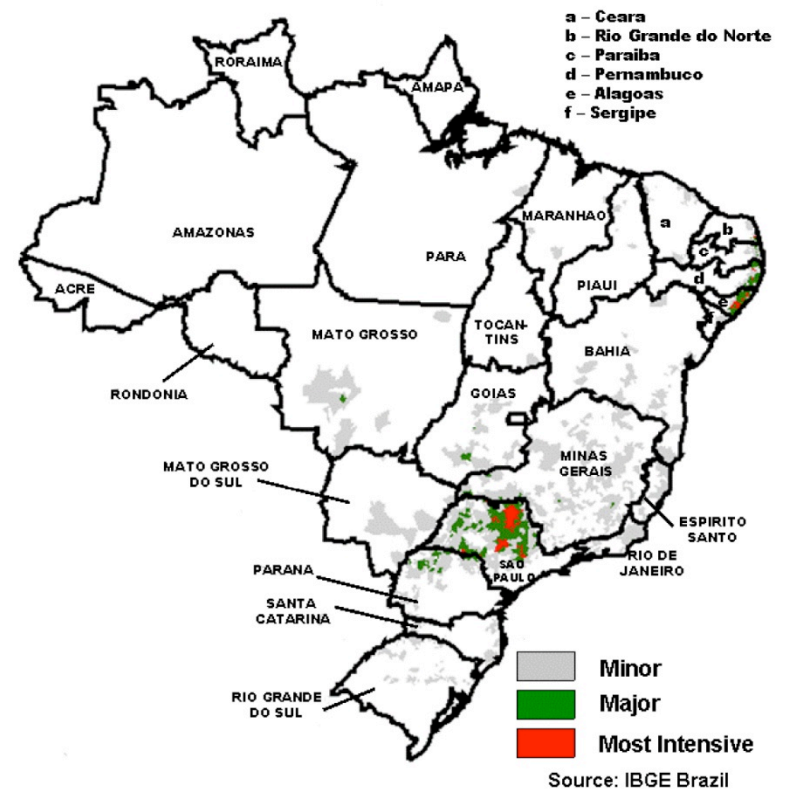 a – Ceara
b – Rio Grande do Norte
c – Paraiba
d – Pernambuco
e – Alagoas
f – Sergipe
RORAIMA
AMAPA
AMAZONAS
PARA
MARANHAO
a
b
c
d
e
f
ACRE
PIAUI
TOCAN-
TINS
MATO GROSSO
BAHIA
RONDONIA
GOIAS
MINAS
GERAIS
MATO GROSSO
DO SUL
ESPIRITO
SANTO
RIO DE
JANEIRO
SAO
PAULO
PARANA
SANTA
CATARINA
RIO GRANDE
DO SUL
Minor
Major
Most Intensive
Source: IBGE Brazil